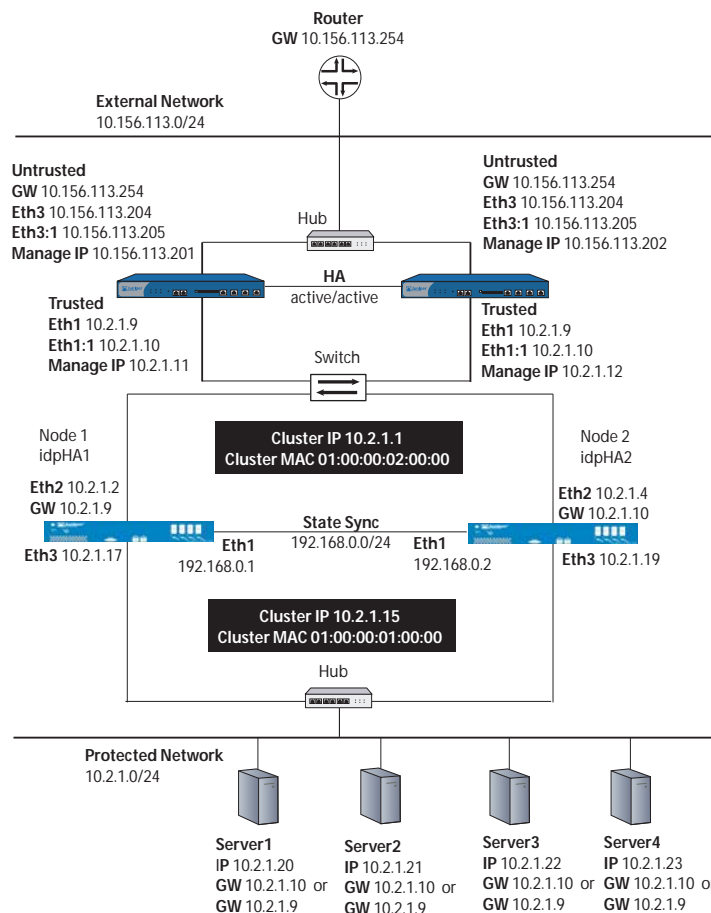 Router
GW 10.156.113.254
External Network
10.156.113.0/24
Untrusted
GW 10.156.113.254
Eth3 10.156.113.204
Eth3:1 10.156.113.205
Manage IP 10.156.113.201
Untrusted
GW 10.156.113.254
Eth3 10.156.113.204
Eth3:1 10.156.113.205
Manage IP 10.156.113.202
Hub
HA
active/active
Trusted
Eth1 10.2.1.9
Eth1:1 10.2.1.10
Manage IP 10.2.1.11
Trusted
Eth1 10.2.1.9
Eth1:1 10.2.1.10
Manage IP 10.2.1.12
Switch
Node 1
idpHA1
Cluster IP 10.2.1.1
Cluster MAC 01:00:00:02:00:00
Node 2
idpHA2
Eth2 10.2.1.2
GW 10.2.1.9
Eth3 10.2.1.17
Eth2 10.2.1.4
GW 10.2.1.10
Eth3 10.2.1.19
State Sync
192.168.0.0/24
Eth1
192.168.0.1
Eth1
192.168.0.2
Cluster IP 10.2.1.15
Cluster MAC 01:00:00:01:00:00
Hub
Protected Network
10.2.1.0/24
Server1
IP 10.2.1.20
GW 10.2.1.10 or
GW 10.2.1.9
Server2
IP 10.2.1.21
GW 10.2.1.10 or
GW 10.2.1.9
Server3
IP 10.2.1.22
GW 10.2.1.10 or
GW 10.2.1.9
Server4
IP 10.2.1.23
GW 10.2.1.10 or
GW 10.2.1.9